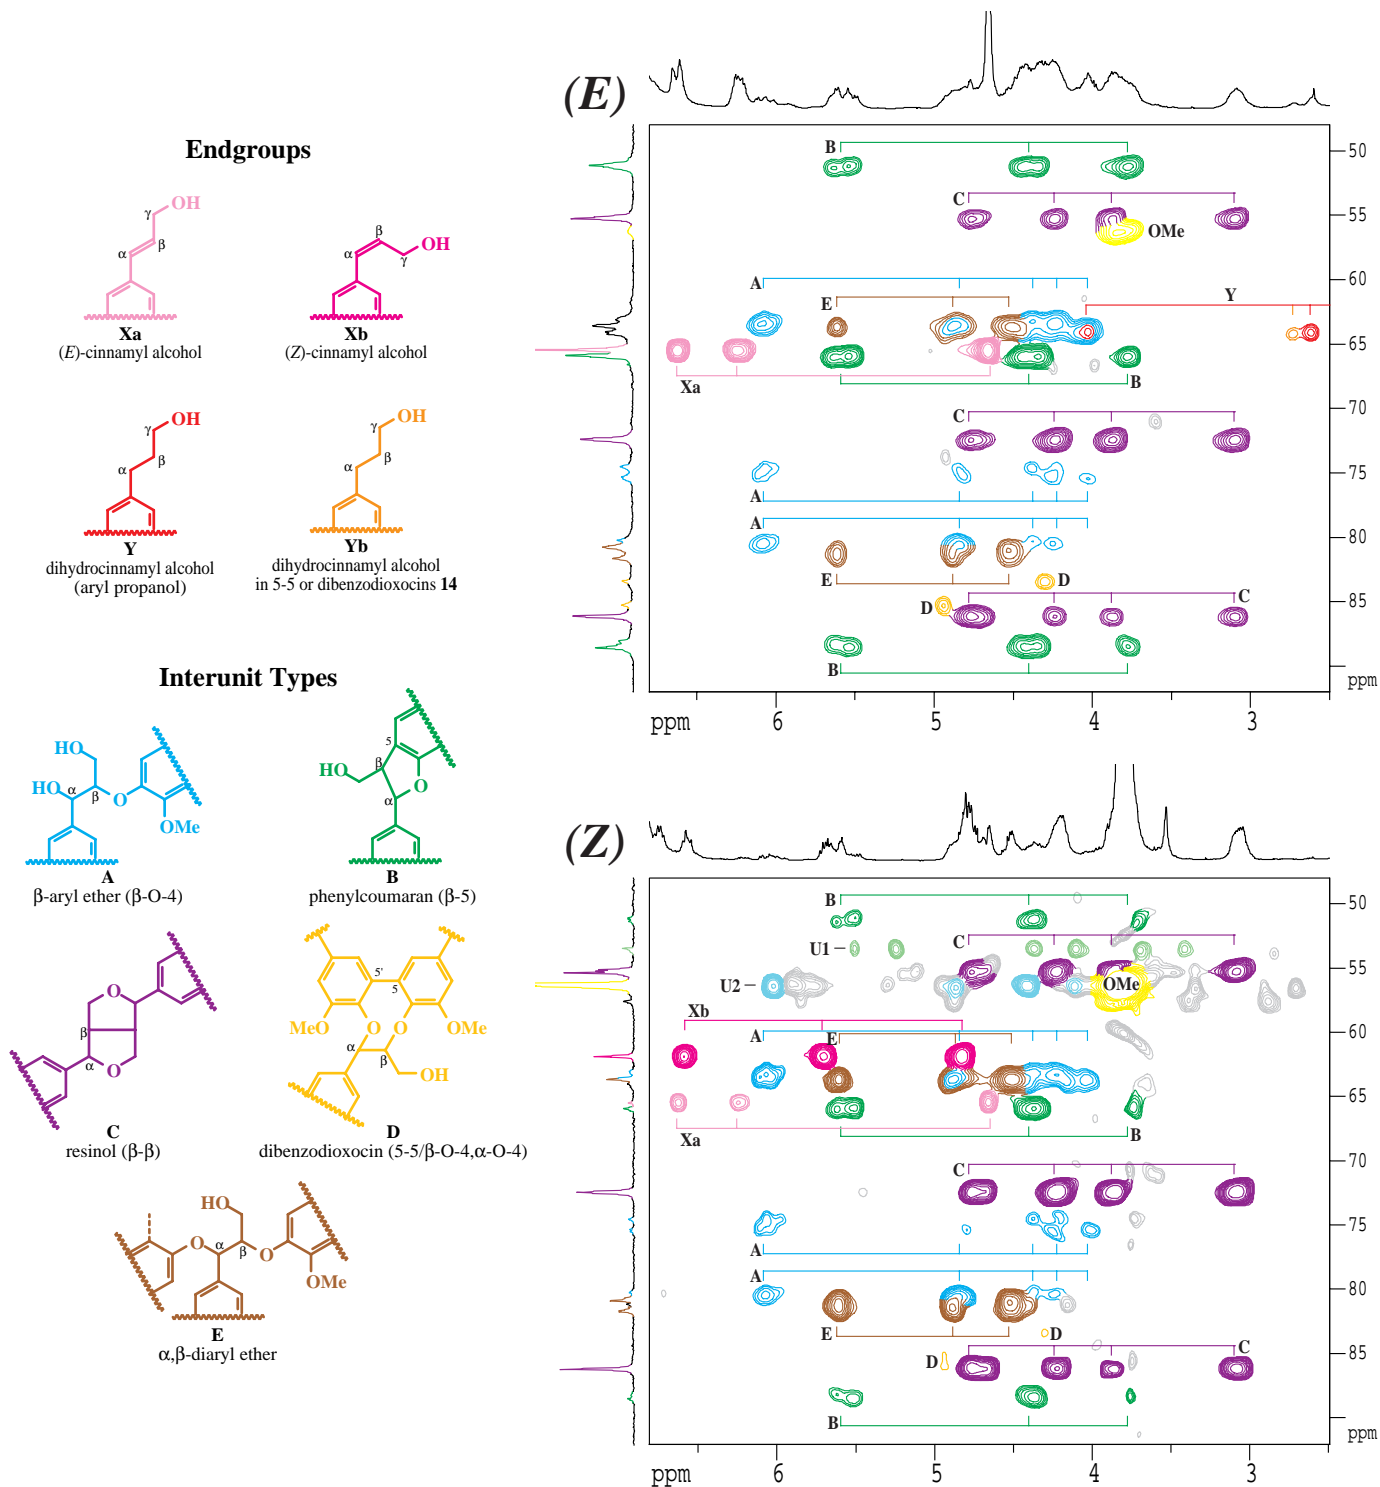 Endgroups
OH
γ
β
α
Xa
(E)-cinnamyl alcohol
β
OH
α
γ
Xb
(Z)-cinnamyl alcohol
OH
γ
β
α
Y
dihydrocinnamyl alcohol
(aryl propanol)
OH
γ
β
α
Yb
dihydrocinnamyl alcohol
in 5-5 or dibenzodioxocins 14
Interunit Types
HO
HO
α
β
O
OMe
A
β-aryl ether (β-O-4)
5
β
HO
O
α
B
phenylcoumaran (β-5)
O
β
α
O
C
resinol (β-β)
5'
5
MeO
O
O
OMe
α
β
OH
D
dibenzodioxocin (5-5/β-O-4,α-O-4)
HO
O
α
β
O
OMe
E
α,β-diaryl ether
(E)
B
50
C
55
OMe
A
60
E
Y
65
Xa
B
C
70
75
A
A
80
E
D
D
C
85
B
ppm
ppm
6
5
4
3
(Z)
B
50
U1
C
55
U2
OMe
Xb
60
A
E
65
Xa
B
C
70
75
A
A
80
E
D
D
C
85
B
ppm
ppm
6
5
4
3